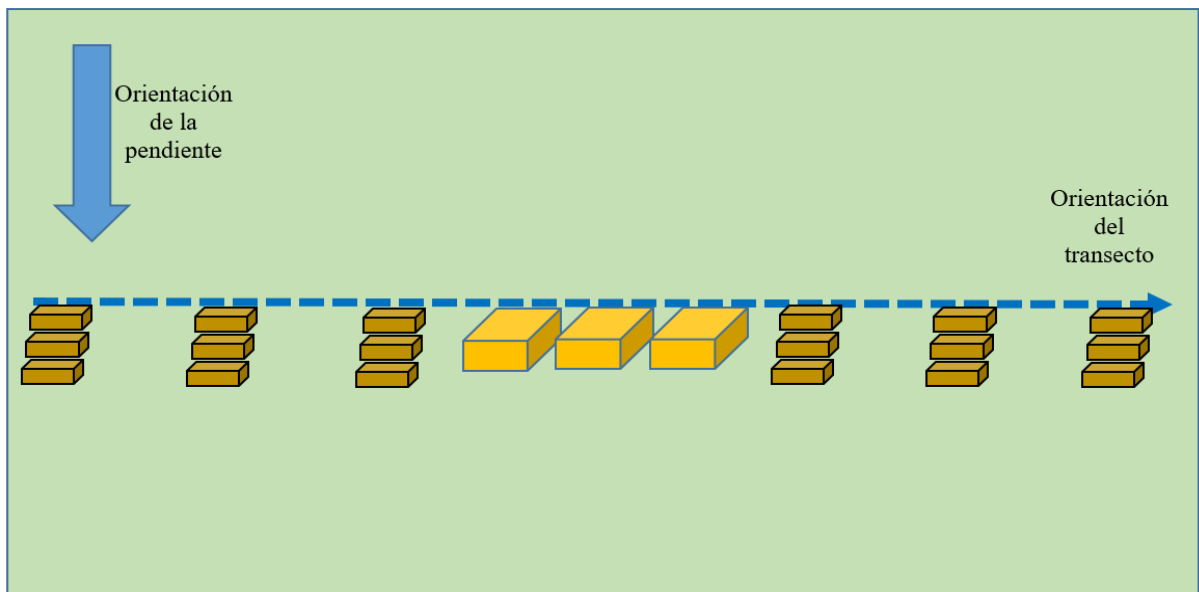 Orientación
de la
pendiente
Orientación
del
transecto